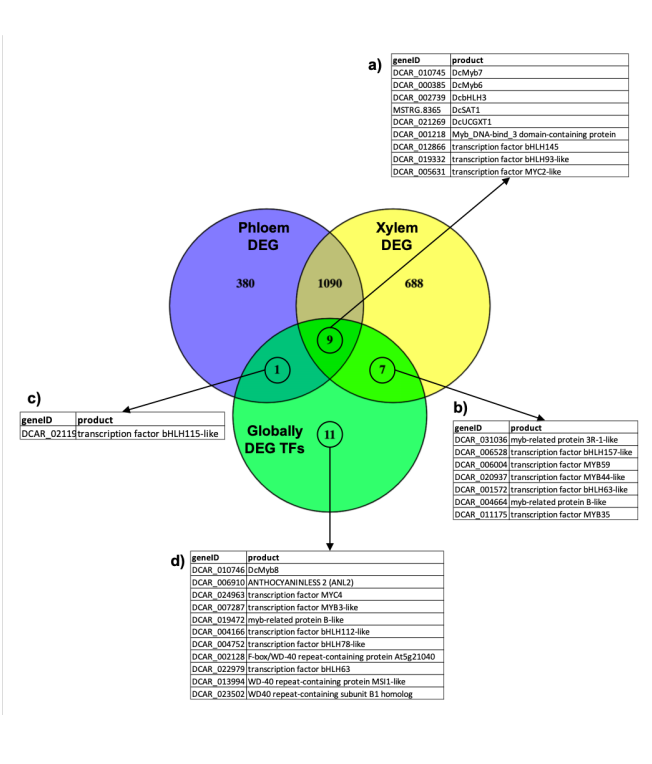 a)
geneID product
DCAR_010745 DcMyb7
DCAR_000385 DcMyb6
DCAR_002739 DcbHLH3
MSTRG.8365 DcSAT1
DCAR_021269 DcUCGXT1
DCAR_001218 Myb_DNA-bind_3 domain-containing protein
DCAR_012866 transcription factor bHLH145
DCAR_019332 transcription factor bHLH93-like
DCAR_005631 transcription factor MYC2-like
Phloem
DEG
Xylem
DEG
380
1090
688
9
1
7
c)
geneID product
DCAR_02119 transcription factor bHLH115-like
b)
geneID product
DCAR_031036 myb-related protein 3R-1-like
DCAR_006528 transcription factor bHLH157-like
DCAR_006004 transcription factor MYB59
DCAR_020937 transcription factor MYB44-like
DCAR_001572 transcription factor bHLH63-like
DCAR_004664 myb-related protein B-like
DCAR_011175 transcription factor MYB35
Globally
DEG TFs
11
d)
geneID product
DCAR_010746 DcMyb8
DCAR_006910 ANTHOCYANINLESS 2 (ANL2)
DCAR_024963 transcription factor MYC4
DCAR_007287 transcription factor MYB3-like
DCAR_019472 myb-related protein B-like
DCAR_004166 transcription factor bHLH112-like
DCAR_004752 transcription factor bHLH78-like
DCAR_002128 F-box/WD-40 repeat-containing protein At5g21040
DCAR_022979 transcription factor bHLH63
DCAR_013994 WD-40 repeat-containing protein MSI1-like
DCAR_023502 WD40 repeat-containing subunit B1 homolog